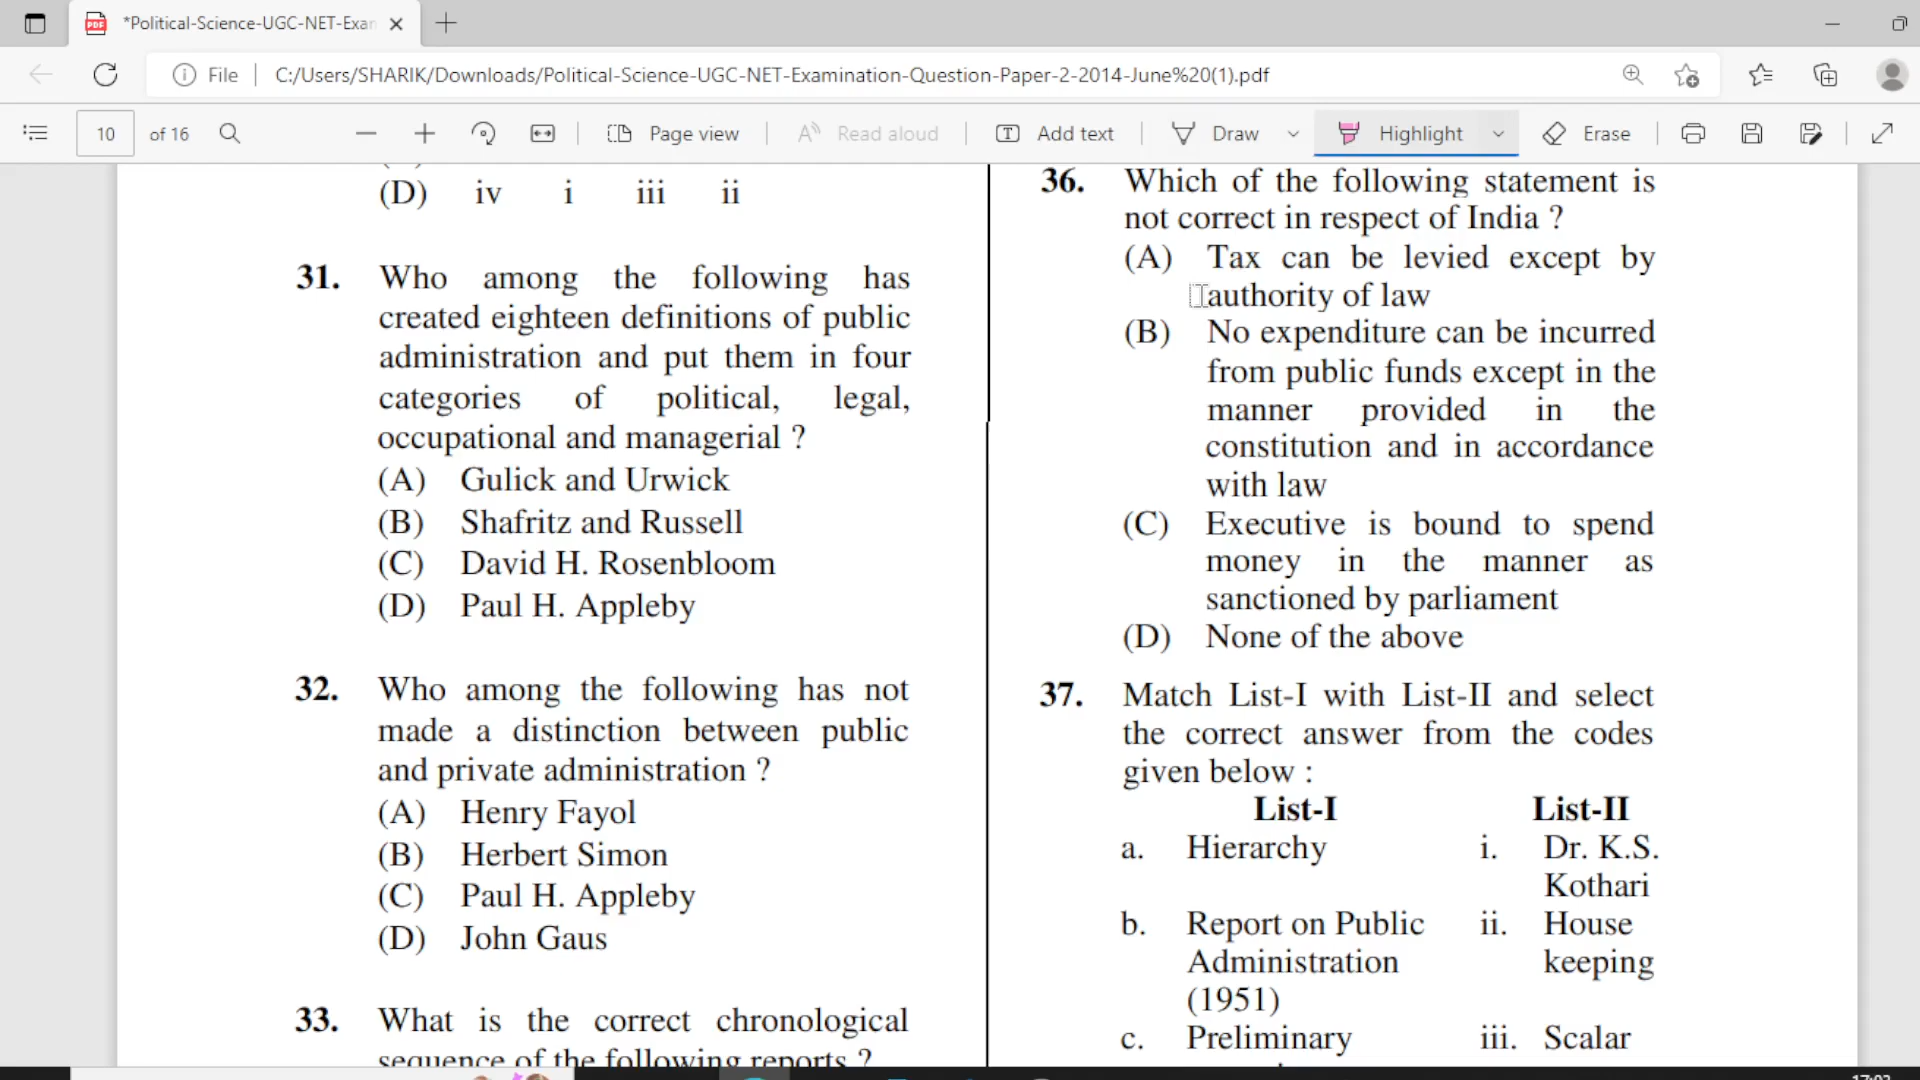 *Political-Science-UGC-NET-Exam
File
C:/Users/SHARIK/Downloads/Political-Science-UGC-NET-Examination-Question-Paper-2-2014-June%20(1).pdf
10 of 16
Page view
Read aloud
Add text
Draw
Highlight
Erase
(D) iv i iii ii
31. Who among the following has
created eighteen definitions of public
administration and put them in four
categories of political, legal,
occupational and managerial ?
(A) Gulick and Urwick
(B) Shafritz and Russell
(C) David H. Rosenbloom
(D) Paul H. Appleby
32. Who among the following has not
made a distinction between public
and private administration ?
(A) Henry Fayol
(B) Herbert Simon
(C) Paul H. Appleby
(D) John Gaus
33. What is the correct chronological
sequence of the following reports ?
36. Which of the following statement is
not correct in respect of India ?
(A) Tax can be levied except by
authority of law
(B) No expenditure can be incurred
from public funds except in the
manner provided in the
constitution and in accordance
with law
(C) Executive is bound to spend
money in the manner as
sanctioned by parliament
(D) None of the above
37. Match List-I with List-II and select
the correct answer from the codes
given below :
List-I List-II
a. Hierarchy i. Dr. K.S.
Kothari
b. Report on Public ii. House
Administration keeping
(1951)
c. Preliminary iii. Scalar